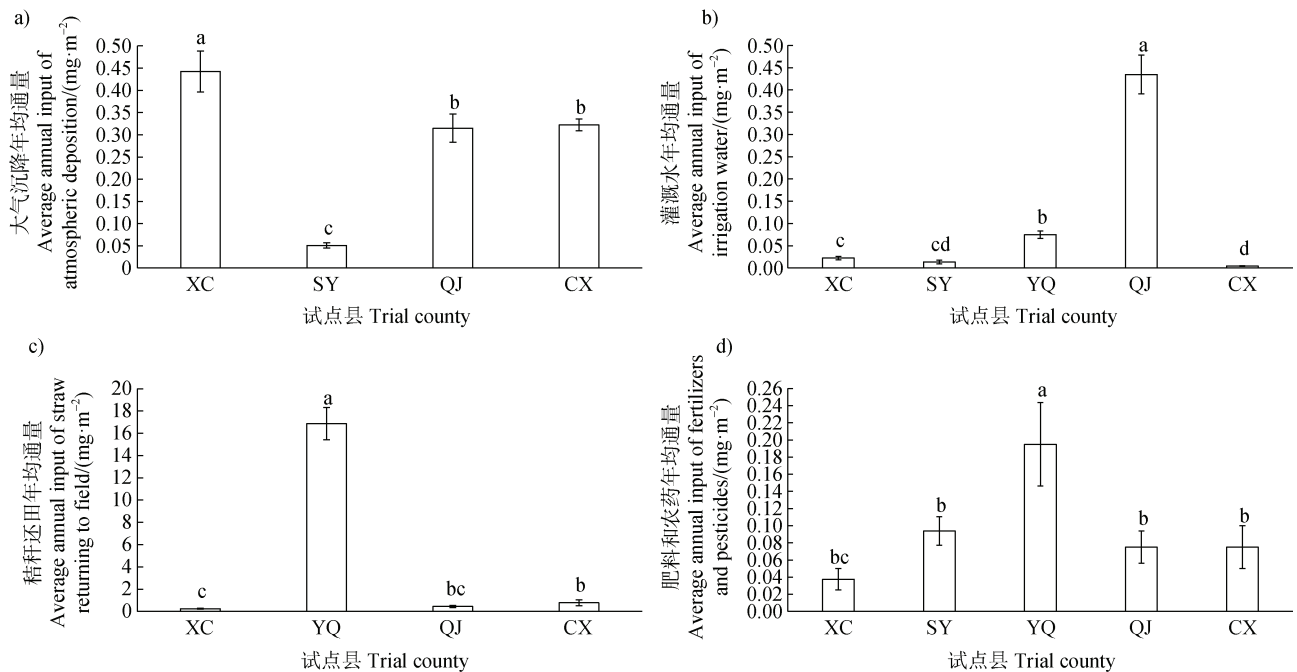 a)
大气沉降年均通量
Average annual input of
atmospheric deposition/(mg·m⁻²)
0.50
0.45
0.40
0.35
0.30
0.25
0.20
0.15
0.10
0.05
0
a
c
b
b
XC SY QJ CX
试点县 Trial county
b)
灌溉水年均通量
Average annual input of
irrigation water/(mg·m⁻²)
0.50
0.45
0.40
0.35
0.30
0.25
0.20
0.15
0.10
0.05
0.00
c
cd
b
a
d
XC SY YQ QJ CX
试点县 Trial county
c)
秸秆还田年均通量
Average annual input of straw
returning to field/(mg·m⁻²)
20
18
16
14
12
10
8
6
4
2
0
c
a
bc
b
XC YQ QJ CX
试点县 Trial county
d)
肥料和农药年均通量
Average annual input of fertilizers
and pesticides/(mg·m⁻²)
0.26
0.24
0.22
0.20
0.18
0.16
0.14
0.12
0.10
0.08
0.06
0.04
0.02
0.00
bc
b
a
b
b
XC SY YQ QJ CX
试点县 Trial county